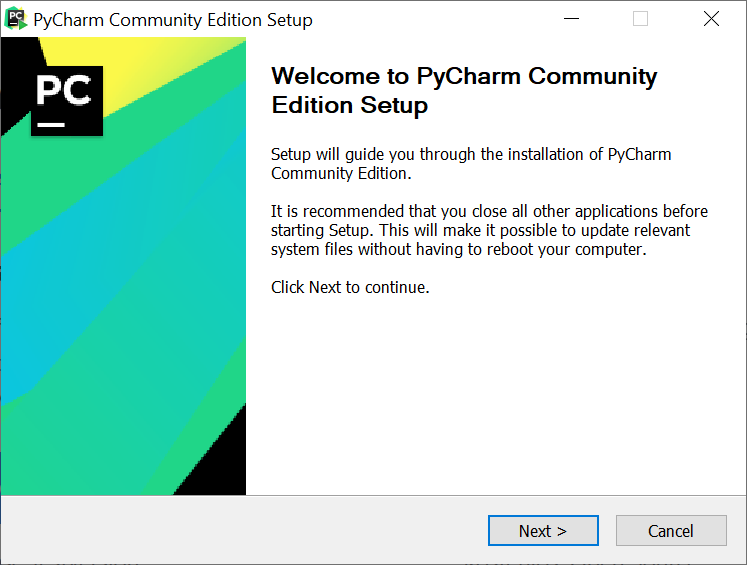 PC
PyCharm Community Edition Setup
PC
Welcome to PyCharm Community
Edition Setup
Setup will guide you through the installation of PyCharm
Community Edition.
It is recommended that you close all other applications before
starting Setup. This will make it possible to update relevant
system files without having to reboot your computer.
Click Next to continue.
Next >
Cancel